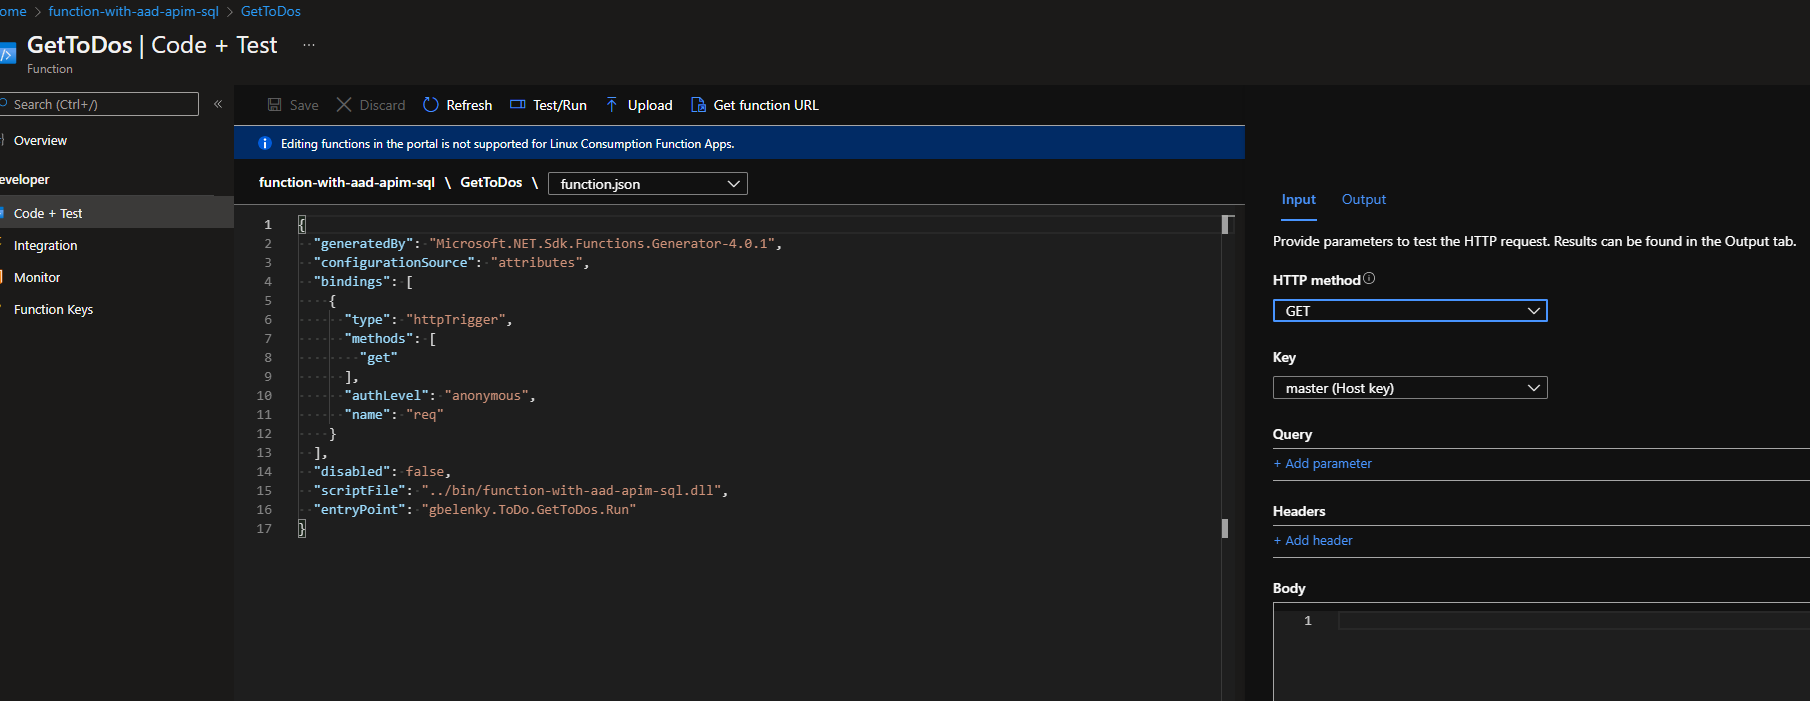 ome > function-with-aad-apim-sql > GetToDos
GetToDos | Code + Test ...
Function
Search (Ctrl+/) «
Save Discard Refresh Test/Run Upload Get function URL
Overview
Editing functions in the portal is not supported for Linux Consumption Function Apps.
eveloper
Code + Test
Integration
Monitor
Function Keys
function-with-aad-apim-sql \ GetToDos \ function.json
1 {
2 "generatedBy": "Microsoft.NET.Sdk.Functions.Generator-4.0.1",
3 "configurationSource": "attributes",
4 "bindings": [
5 {
6 "type": "httpTrigger",
7 "methods": [
8 "get"
9 ],
10 "authLevel": "anonymous",
11 "name": "req"
12 }
13 ],
14 "disabled": false,
15 "scriptFile": "../bin/function-with-aad-apim-sql.dll",
16 "entryPoint": "gbelenky.ToDo.GetToDos.Run"
17 }
Input Output
Provide parameters to test the HTTP request. Results can be found in the Output tab.
HTTP method
GET
Key
master (Host key)
Query
+ Add parameter
Headers
+ Add header
Body
1